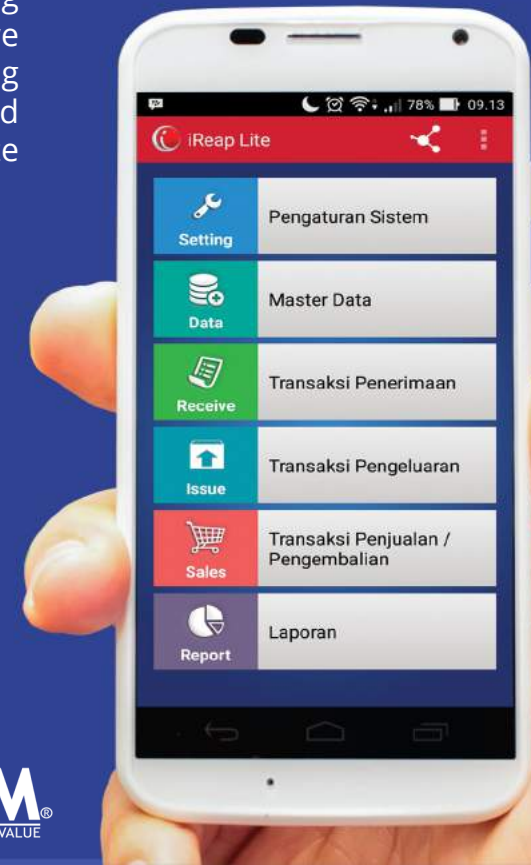 78% 09.13
iReap Lite
Setting
Pengaturan Sistem
Data
Master Data
Receive
Transaksi Penerimaan
Issue
Transaksi Pengeluaran
Sales
Transaksi Penjualan /
Pengembalian
Report
Laporan
VALUE